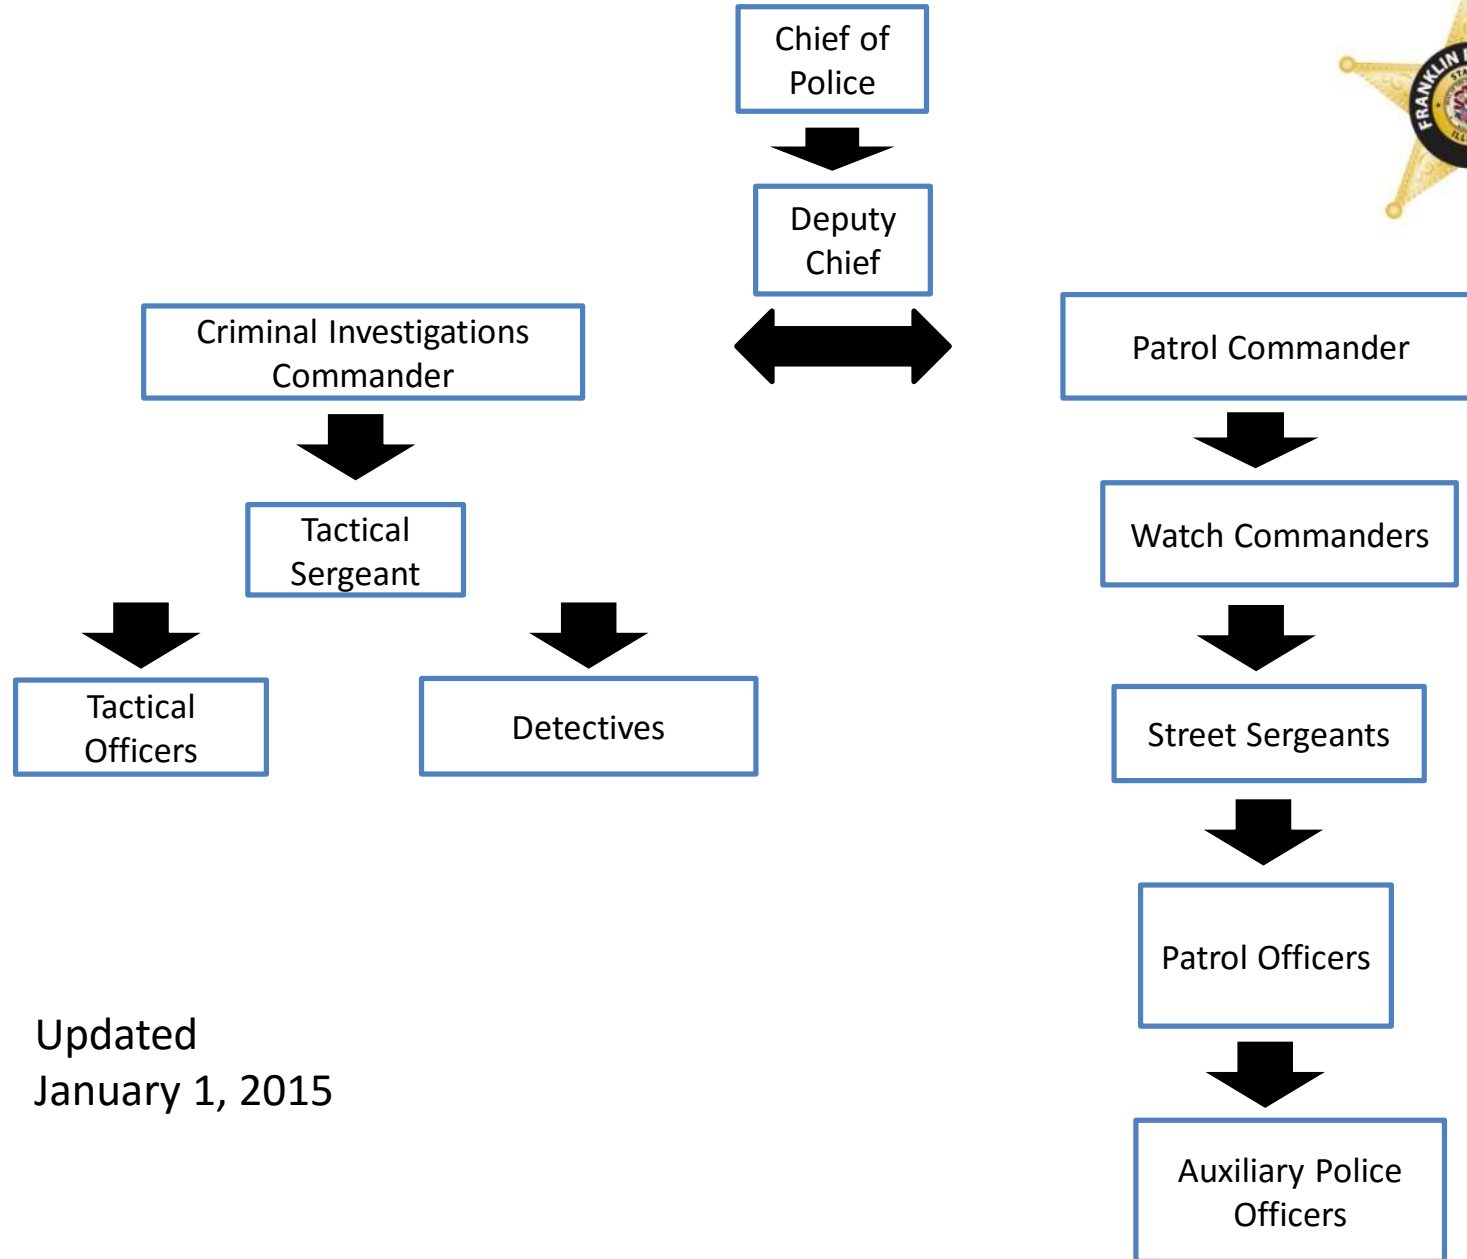 Chief of
Police
Deputy
Chief
Criminal Investigations
Commander
Patrol Commander
Tactical
Sergeant
Watch Commanders
Tactical
Officers
Detectives
Street Sergeants
Patrol Officers
Auxiliary Police
Officers
Updated
January 1, 2015
FRANKLIN